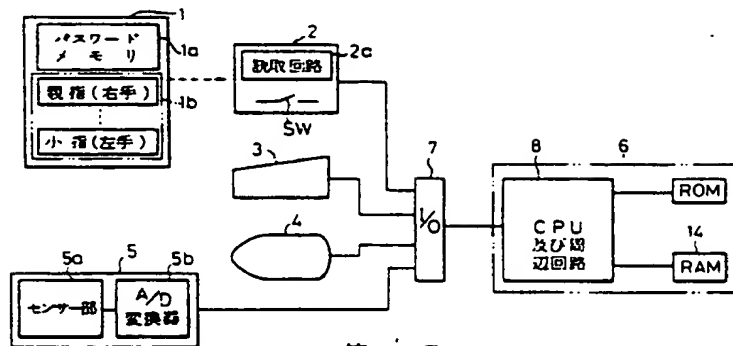 1
パスワード
メモリ
1a
親指(右手)
1b
小指(左手)
2
読取回路
2a
SW
3
4
5
5a
センサー部
5b
A/D
変換器
7
I/O
6
8
CPU
及び周
辺回路
ROM
14
RAM